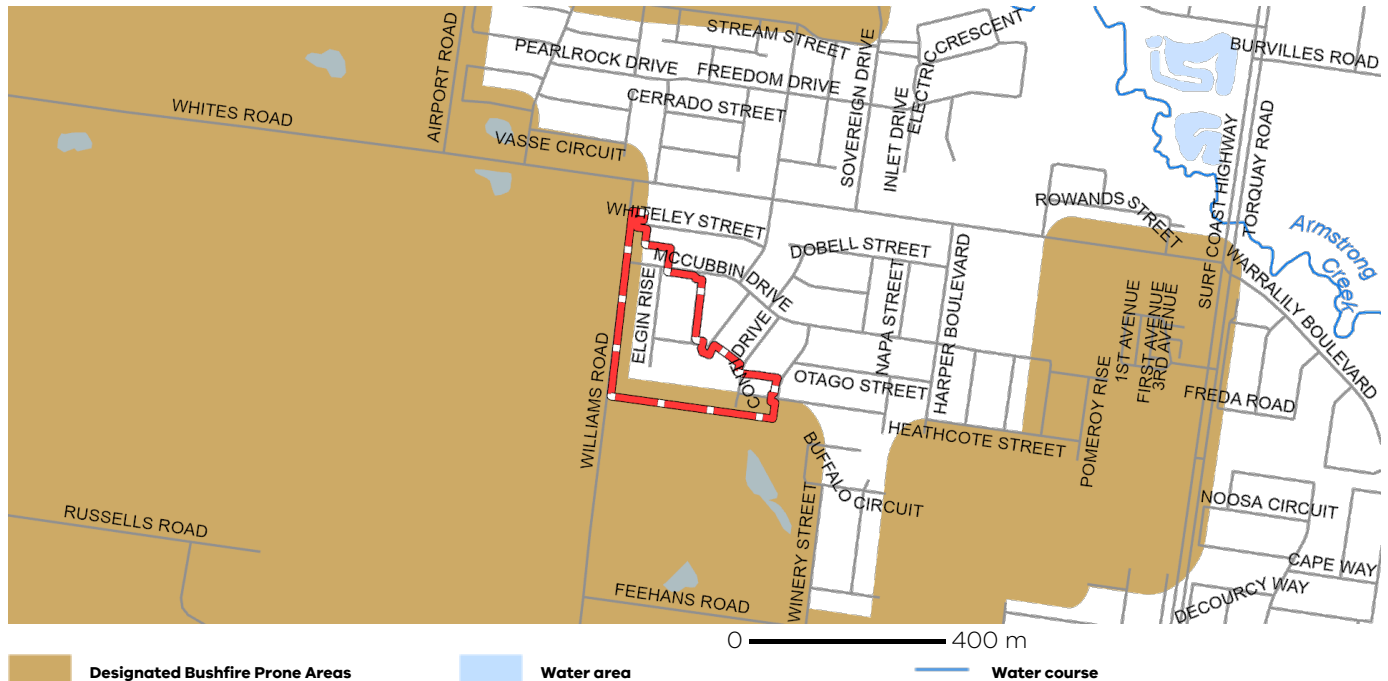 STREAM STREET
AIRPORT ROAD
PEARLROCK DRIVE
FREEDOM DRIVE
SOVEREIGN DRIVE
ELECTRIC CRESCENT
BURVILLES ROAD
WHITES ROAD
CERRADO STREET
INLET DRIVE
VASSE CIRCUIT
SURF COAST HIGHWAY
TORQUAY ROAD
ROWANDS STREET
WHITELEY STREET
DOBELL STREET
Armstrong
Creek
MCCUBBIN DRIVE
WARRALILY BOULEVARD
ELGIN RISE
NAPA STREET
HARPER BOULEVARD
1ST AVENUE
FIRST AVENUE
3RD AVENUE
CONTI DRIVE
WILLIAMS ROAD
OTAGO STREET
POMEROY RISE
FREDA ROAD
HEATHCOTE STREET
BUFFALO CIRCUIT
RUSSELLS ROAD
WINERY STREET
NOOSA CIRCUIT
CAPE WAY
FEEHANS ROAD
DECOURCY WAY
0 400 m
Designated Bushfire Prone Areas Water area Water course